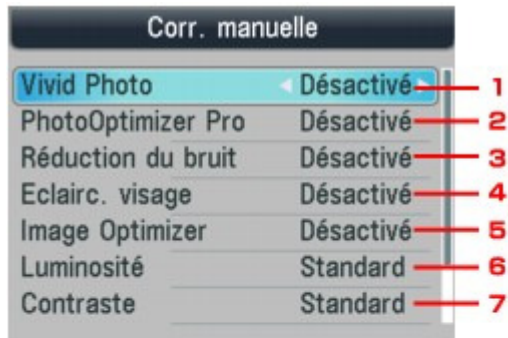 Corr. manuelle
Vivid Photo Désactivé 1
PhotoOptimizer Pro Désactivé 2
Réduction du bruit Désactivé 3
Eclairc. visage Désactivé 4
Image Optimizer Désactivé 5
Luminosité Standard 6
Contraste Standard 7